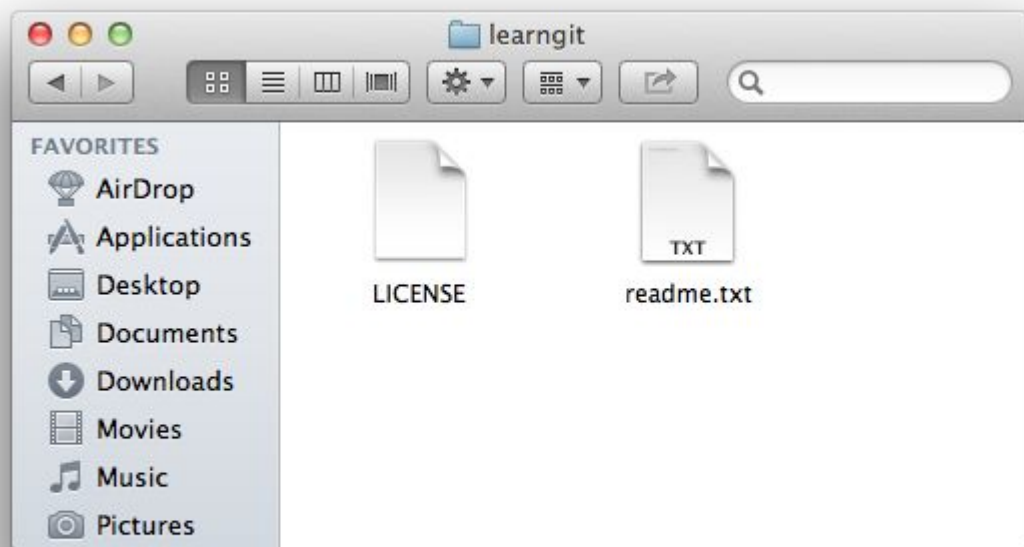 learngit
FAVORITES
AirDrop
Applications
Desktop
Documents
Downloads
Movies
Music
Pictures
TXT
LICENSE
readme.txt